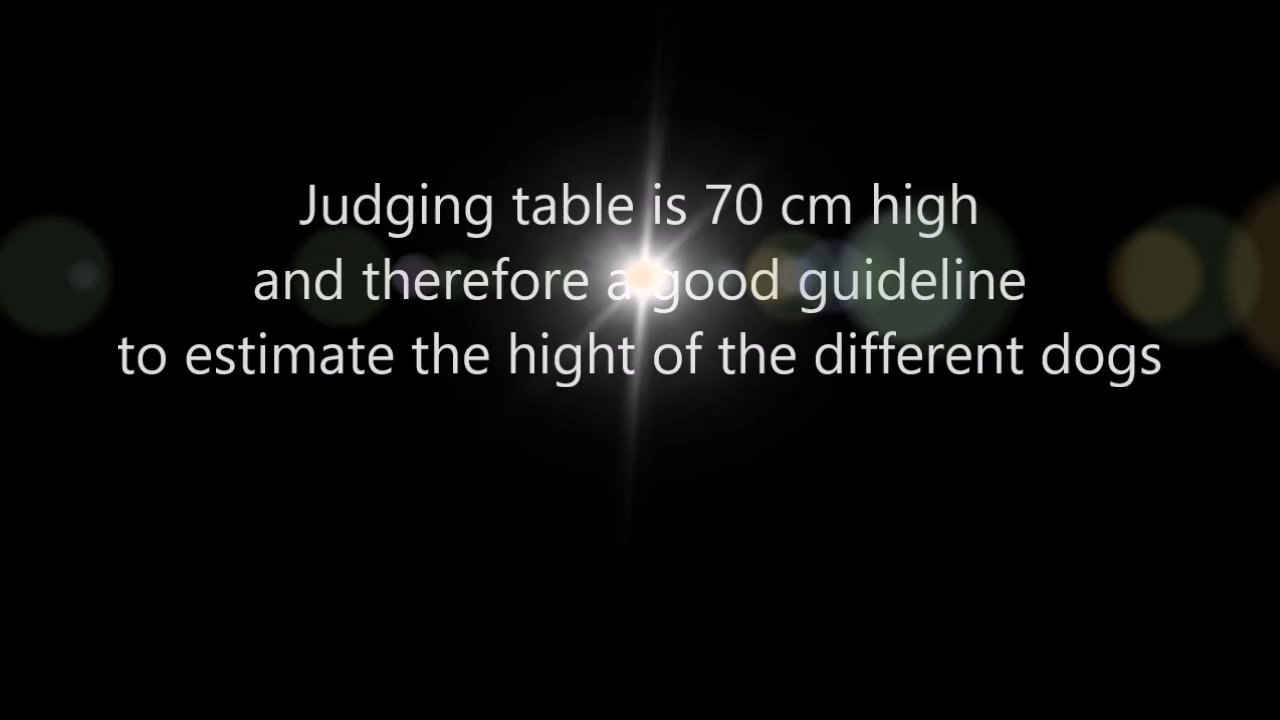 Judging table is 70 cm high
and therefore a good guideline
to estimate the hight of the different dogs